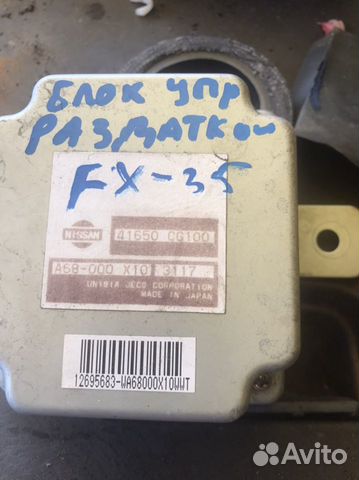 БЛОК УПР
РАЗДАТКОЙ
FX-35
NISSAN
41650 CG100
A68-000 X10 3117
UNISIA JECS CORPORATION
MADE IN JAPAN
12695683-WA68000X10WWT
Avito